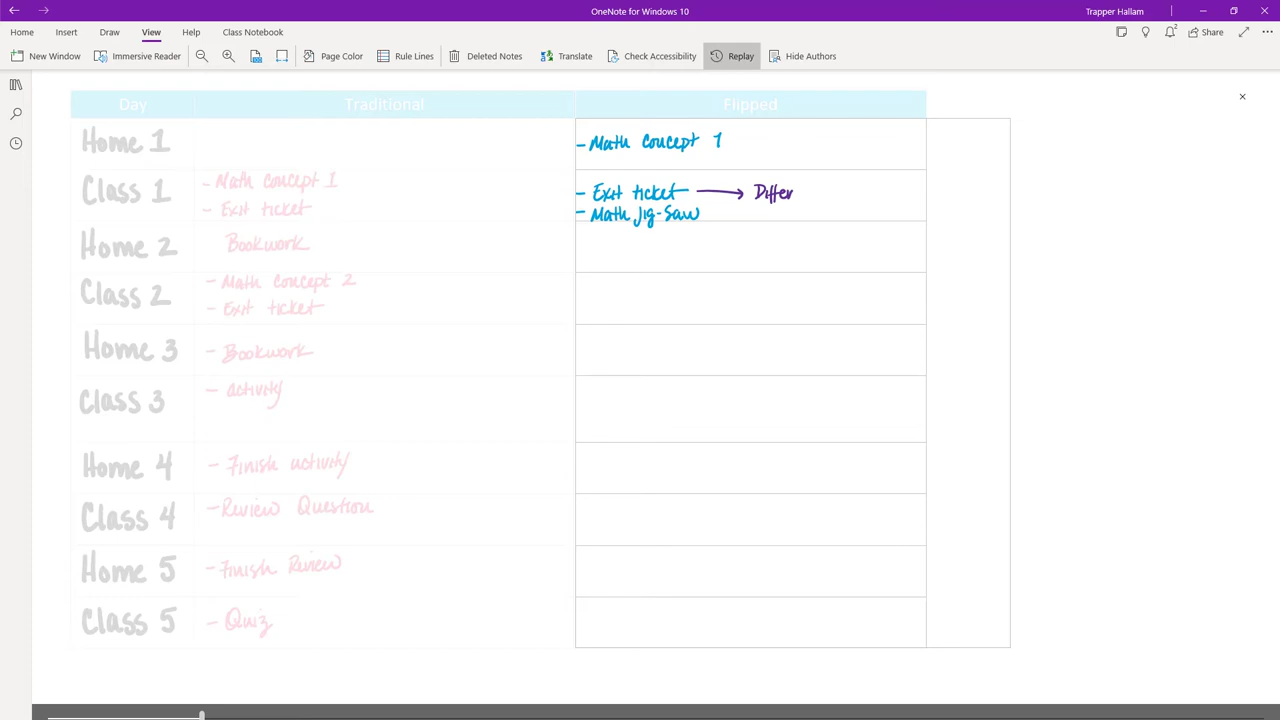 OneNote for Windows 10
Trapper Hallam
Home Insert Draw View Help Class Notebook
2
Share
New Window Immersive Reader Page Color Rule Lines Deleted Notes Translate Check Accessibility Replay Hide Authors
Day Traditional Flipped
Home 1 - Math Concept 1
Class 1 - Math Concept 1 - Exit ticket → Differ
- Exit ticket - Math Jig-Saw
Home 2 Bookwork
Class 2 - Math Concept 2
- Exit ticket
Home 3 - Bookwork
Class 3 - activity
Home 4 - Finish activity
Class 4 - Review Question
Home 5 - Finish Review
Class 5 - Quiz